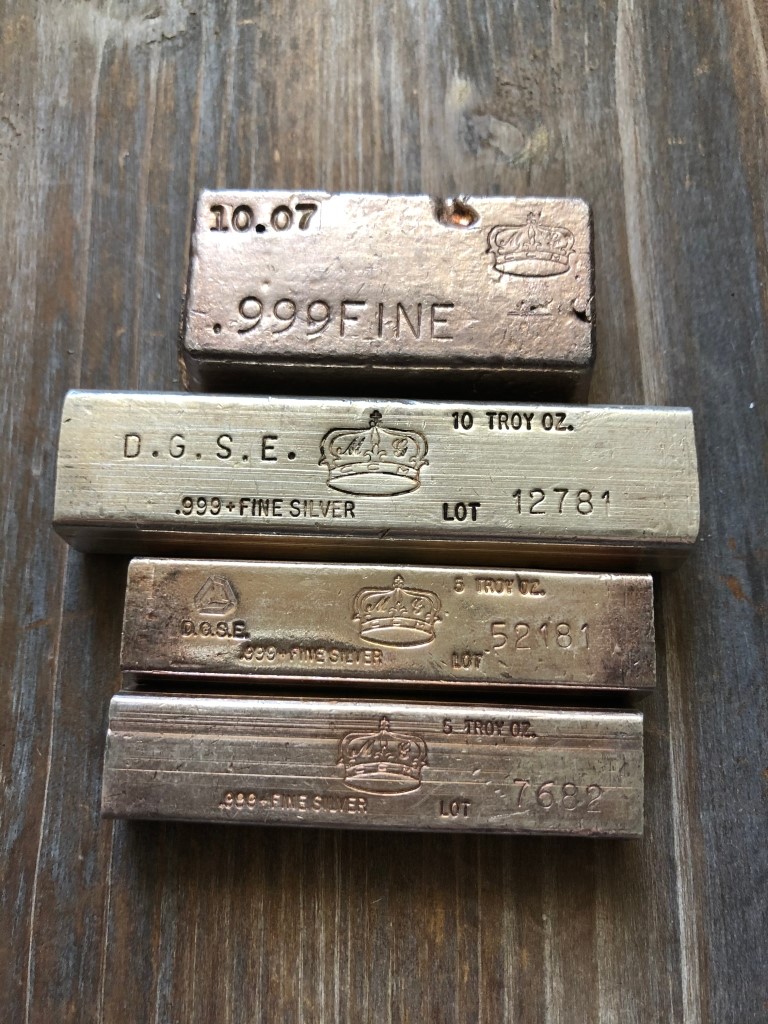 10.07
M G
.999FINE
10 TROY OZ.
D.G.S.E. M G
.999+FINE SILVER LOT 12781
5 TROY OZ.
M G
D.G.S.E. 52181
.999+FINE SILVER LOT
5 TROY OZ.
M G
.999+FINE SILVER LOT 7682